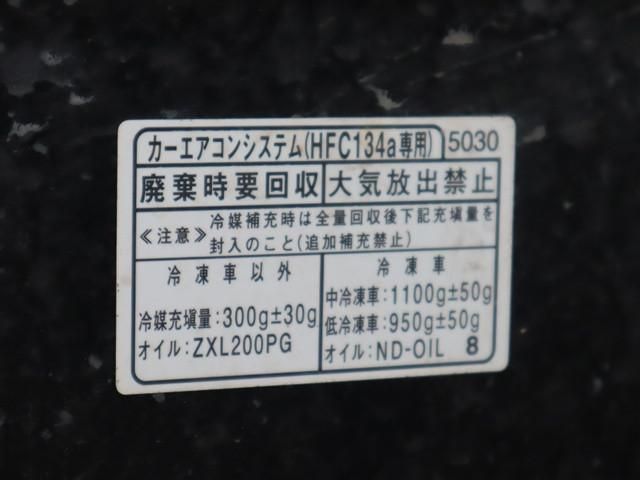 カーエアコンシステム(HFC134a専用) 5030
廃棄時要回収 大気放出禁止
≪注意≫ 冷媒補充時は全量回収後下記充填量を
封入のこと(追加補充禁止)
冷凍車以外
冷媒充填量:300g±30g
オイル:ZXL200PG
冷凍車
中冷凍車:1100g±50g
低冷凍車:950g±50g
オイル:ND-OIL 8